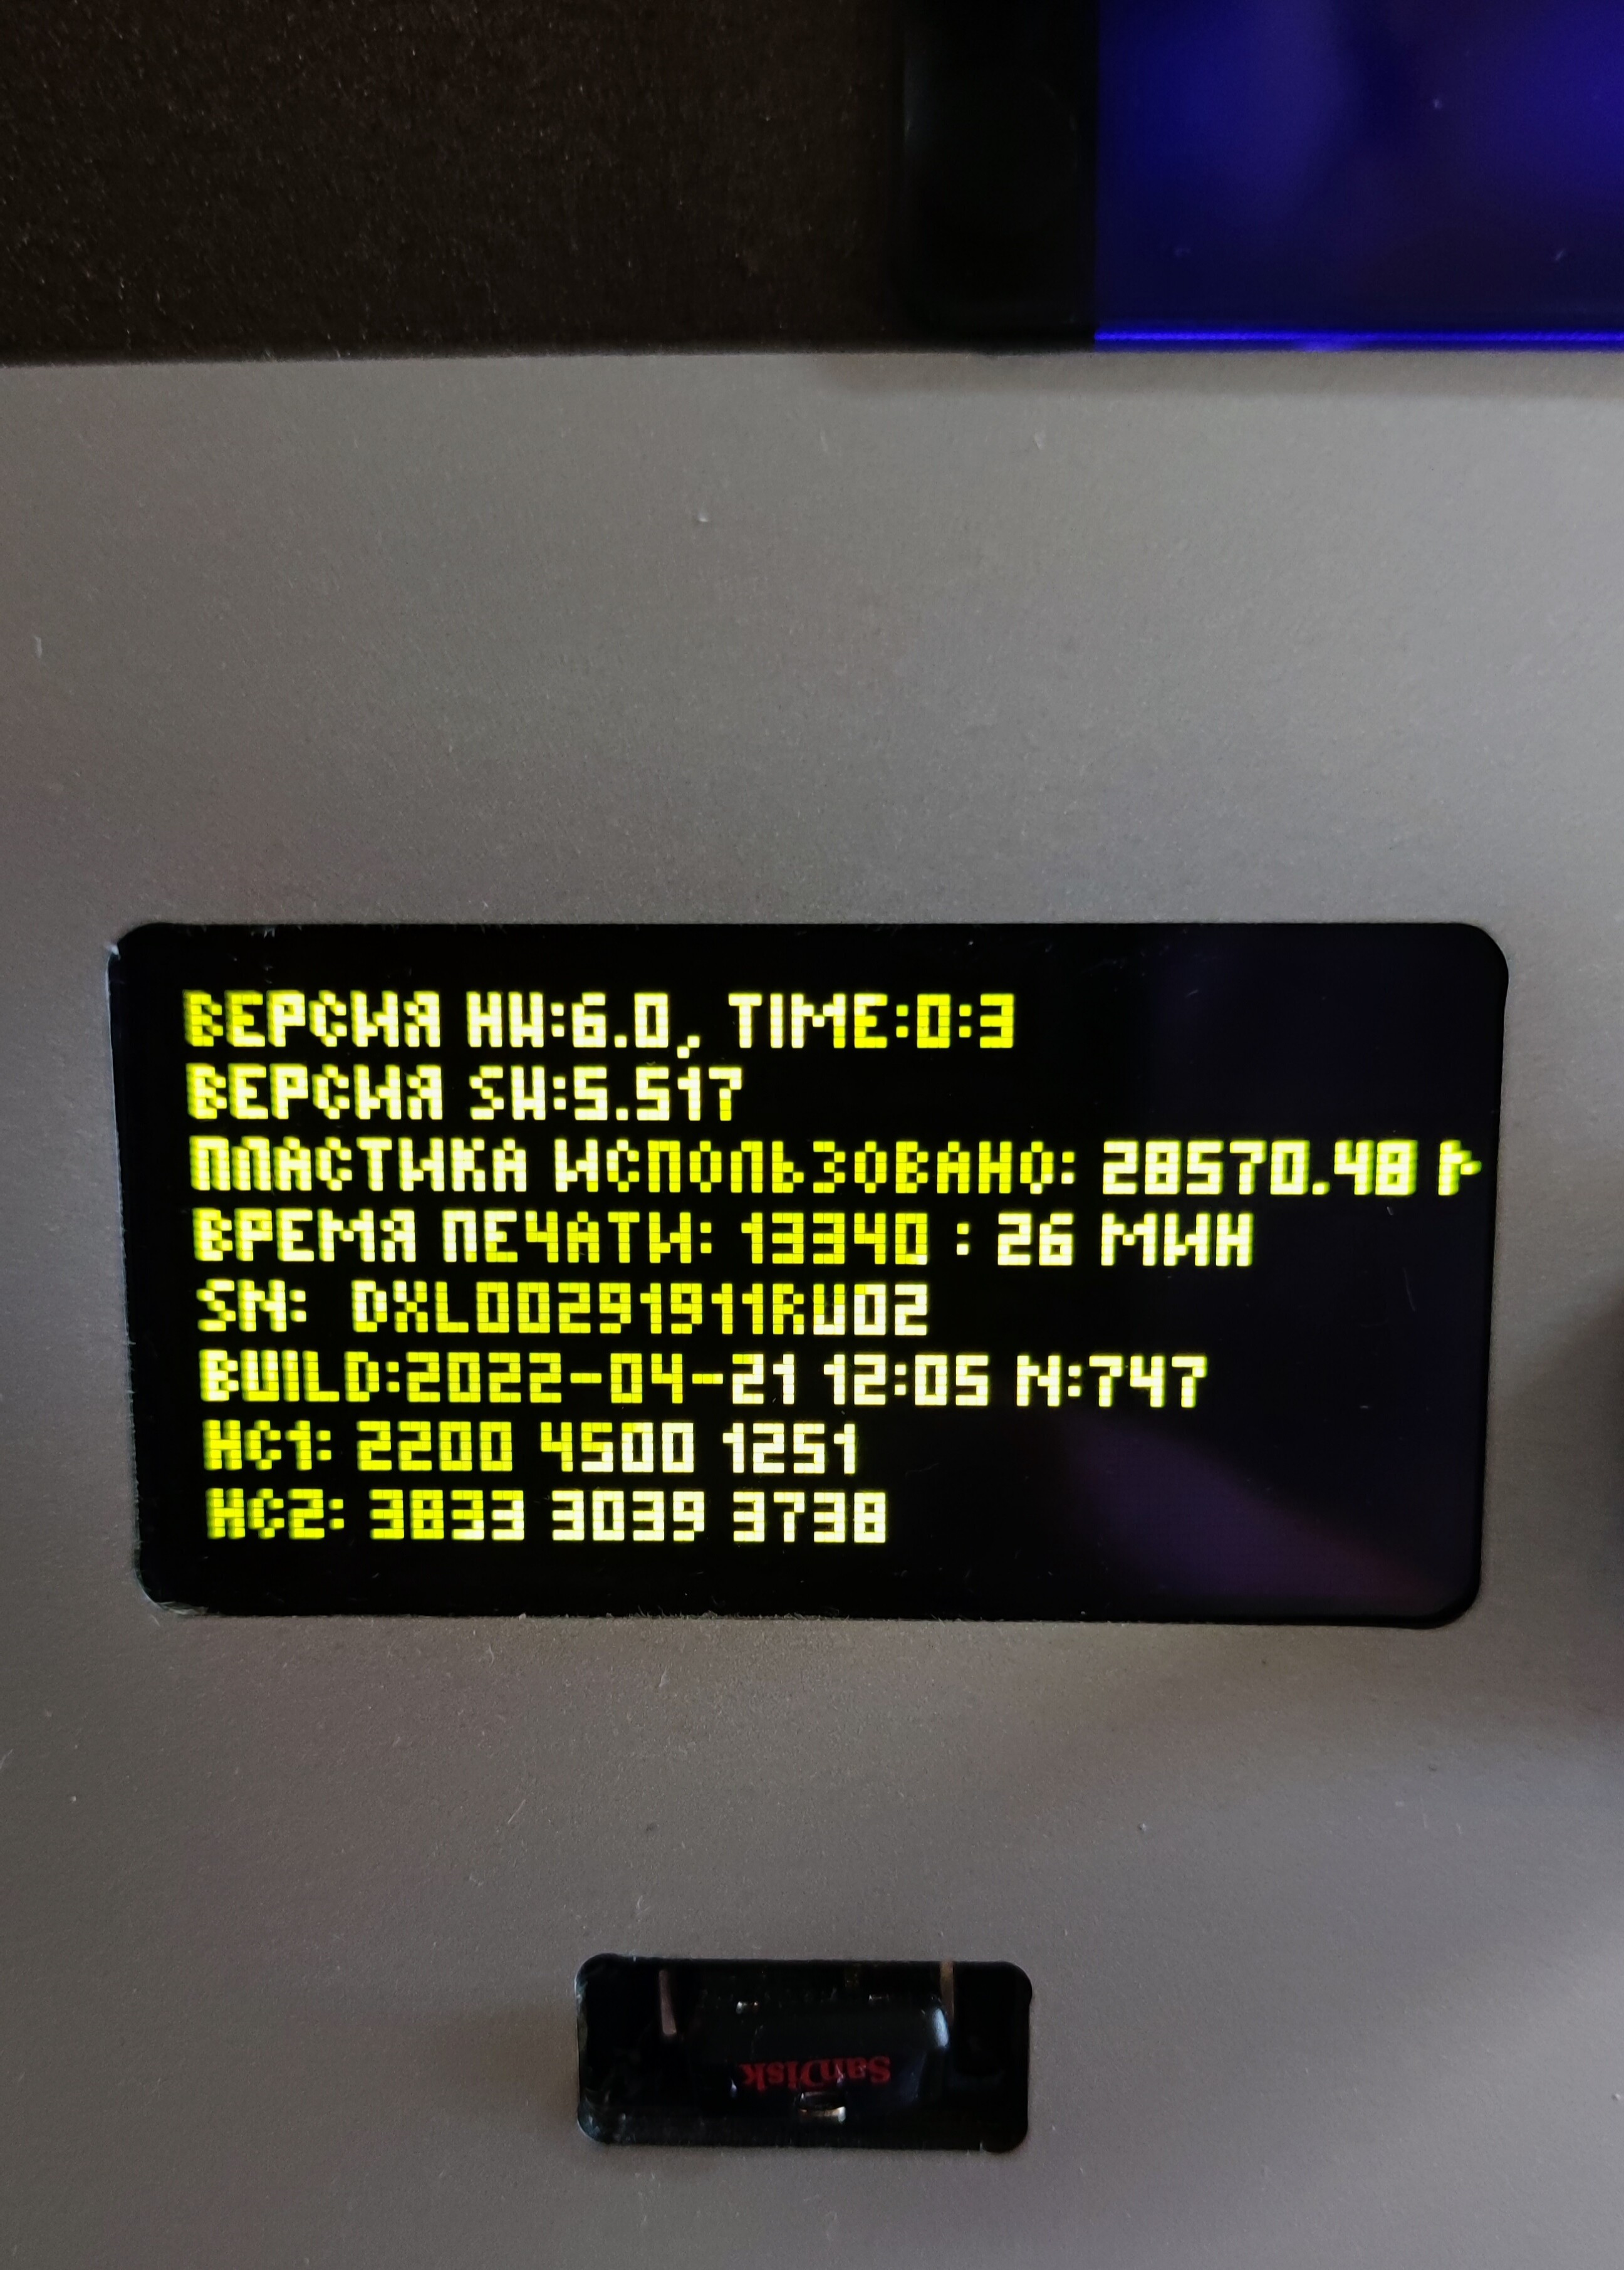 ВЕРСИЯ HW:6.0, TIME:0:3
ВЕРСИЯ SW:5.517
ПЛАСТИКА ИСПОЛЬЗОВАНО: 28570.48
ВРЕМЯ ПЕЧАТИ: 13340 : 26 МИН
SN: DXL00291911RU02
BUILD:2022-04-21 12:05 N:747
HC1: 2200 4500 1251
HC2: 3833 3039 3738
SanDisk